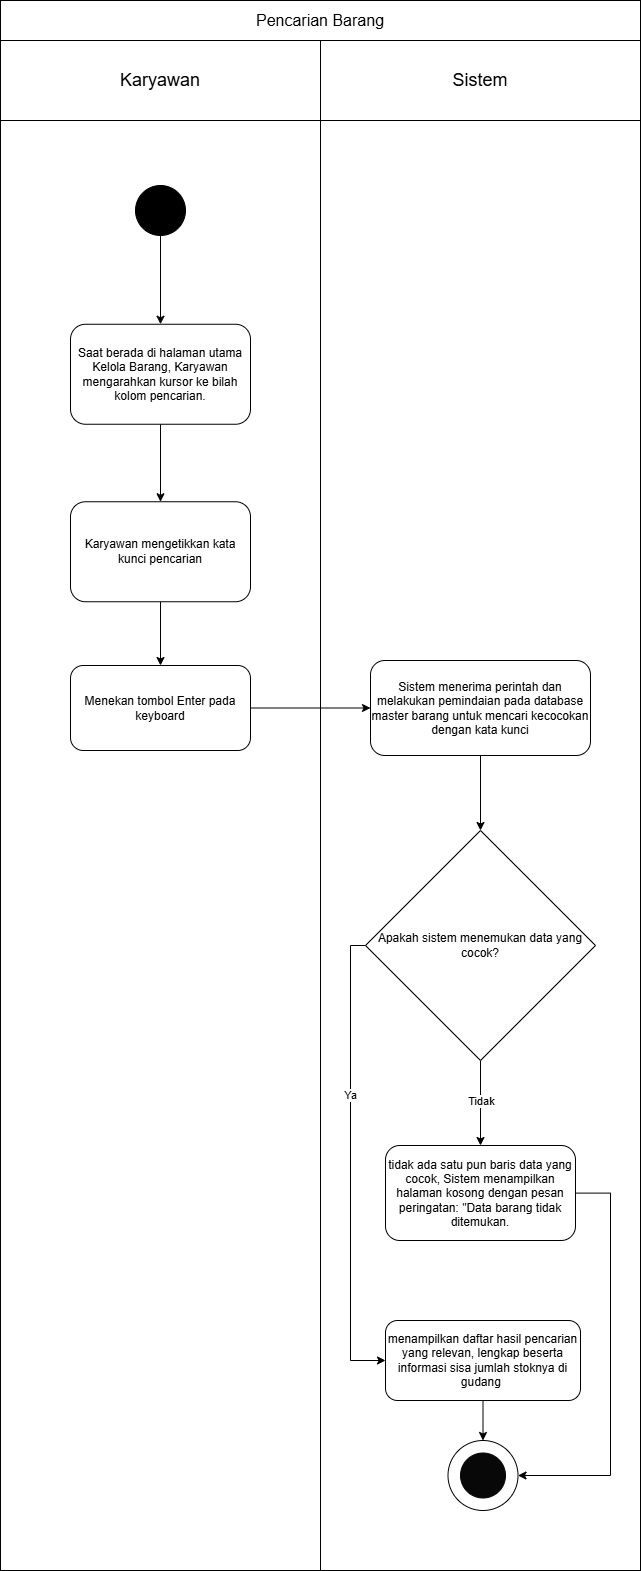 Pencarian Barang
Karyawan
Sistem
Saat berada di halaman utama
Kelola Barang, Karyawan
mengarahkan kursor ke bilah
kolom pencarian.
Karyawan mengetikkan kata
kunci pencarian
Menekan tombol Enter pada
keyboard
Sistem menerima perintah dan
melakukan pemindaian pada database
master barang untuk mencari kecocokan
dengan kata kunci
Apakah sistem menemukan data yang
cocok?
Ya
Tidak
tidak ada satu pun baris data yang
cocok, Sistem menampilkan
halaman kosong dengan pesan
peringatan: "Data barang tidak
ditemukan.
menampilkan daftar hasil pencarian
yang relevan, lengkap beserta
informasi sisa jumlah stoknya di
gudang